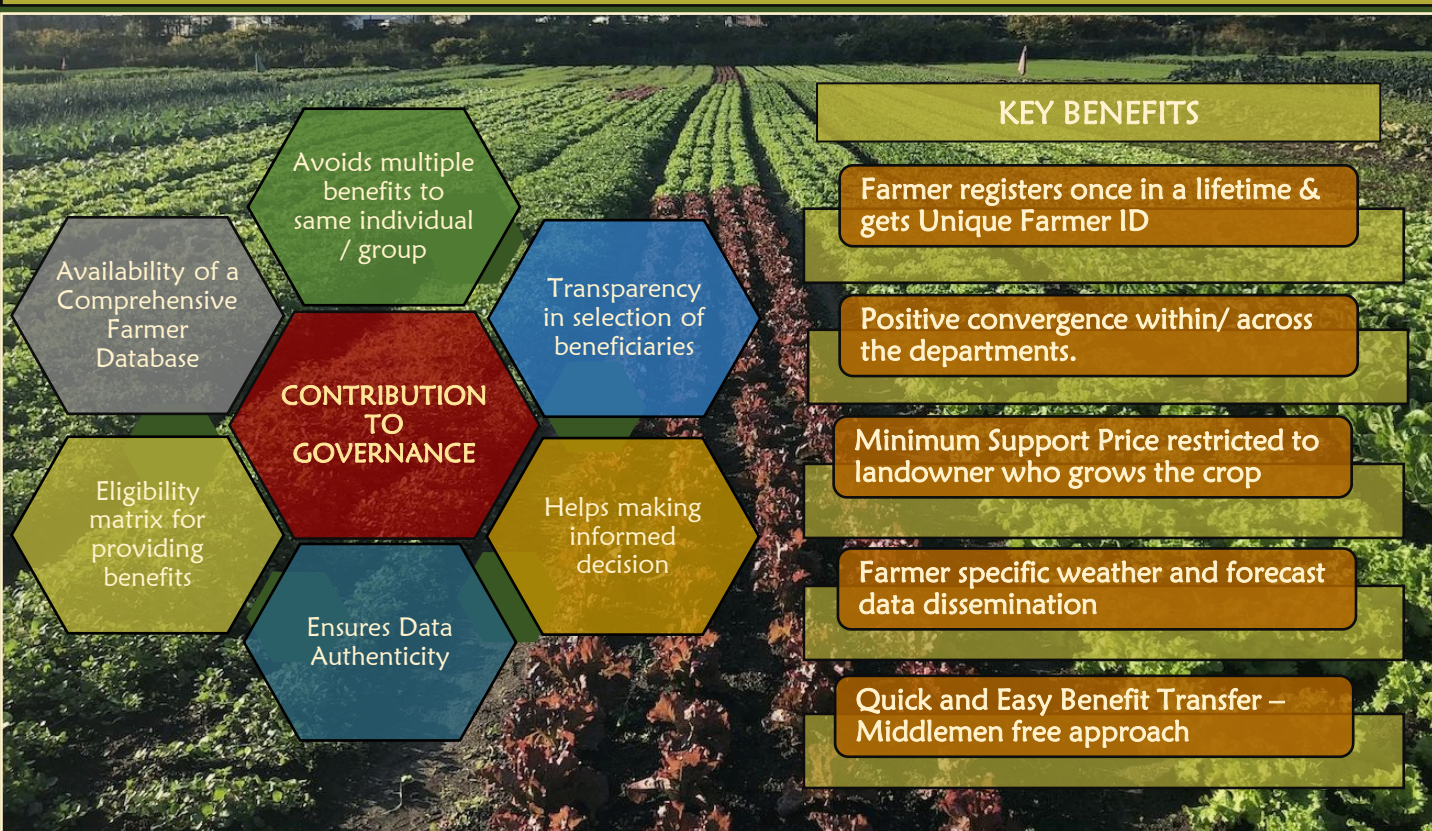 Avoids multiple
benefits to
same individual
/ group
Availability of a
Comprehensive
Farmer
Database
Transparency
in selection of
beneficiaries
CONTRIBUTION
TO
GOVERNANCE
Eligibility
matrix for
providing
benefits
Helps making
informed
decision
Ensures Data
Authenticity
KEY BENEFITS
Farmer registers once in a lifetime &
gets Unique Farmer ID
Positive convergence within/ across
the departments.
Minimum Support Price restricted to
landowner who grows the crop
Farmer specific weather and forecast
data dissemination
Quick and Easy Benefit Transfer –
Middlemen free approach